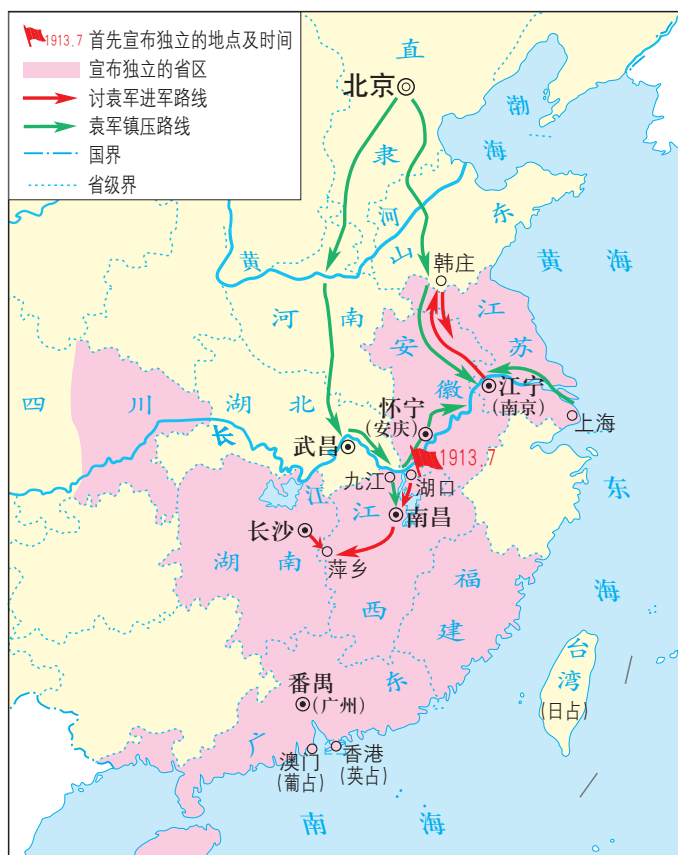 1913.7 首先宣布独立的地点及时间
宣布独立的省区
讨袁军进军路线
袁军镇压路线
国界
省级界
直
隶
北京
渤
海
河
山
东
黄
黄海
韩庄
河南
江
苏
安
徽
江宁
(南京)
上海
四川
湖北
长
武昌
怀宁
(安庆)
1913.7
九江
湖口
江
江
西
南昌
长沙
萍乡
湖南
福
建
东
海
台
湾
(日占)
番禺
(广州)
广
东
澳门
(葡占)
香港
(英占)
南海